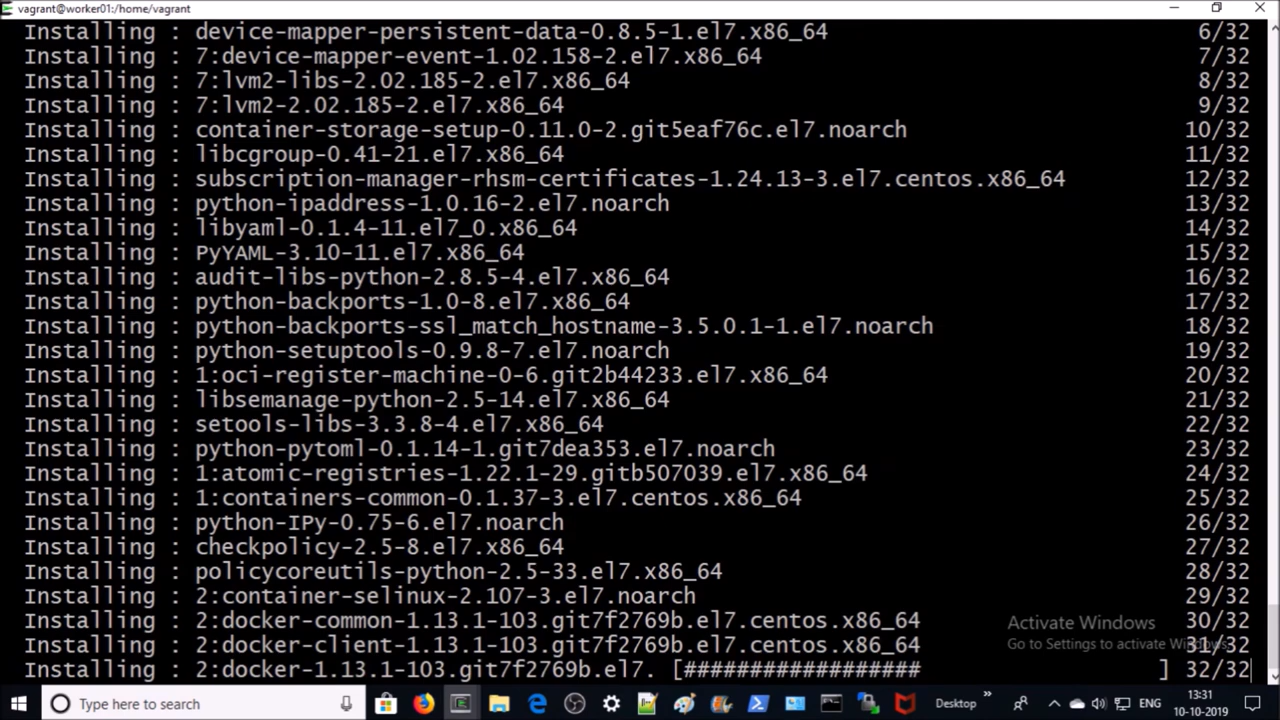 vagrant@worker01:/home/vagrant
Installing : device-mapper-persistent-data-0.8.5-1.el7.x86_64 6/32
Installing : 7:device-mapper-event-1.02.158-2.el7.x86_64 7/32
Installing : 7:lvm2-libs-2.02.185-2.el7.x86_64 8/32
Installing : 7:lvm2-2.02.185-2.el7.x86_64 9/32
Installing : container-storage-setup-0.11.0-2.git5eaf76c.el7.noarch 10/32
Installing : libcgroup-0.41-21.el7.x86_64 11/32
Installing : subscription-manager-rhsm-certificates-1.24.13-3.el7.centos.x86_64 12/32
Installing : python-ipaddress-1.0.16-2.el7.noarch 13/32
Installing : libyaml-0.1.4-11.el7_0.x86_64 14/32
Installing : PyYAML-3.10-11.el7.x86_64 15/32
Installing : audit-libs-python-2.8.5-4.el7.x86_64 16/32
Installing : python-backports-1.0-8.el7.x86_64 17/32
Installing : python-backports-ssl_match_hostname-3.5.0.1-1.el7.noarch 18/32
Installing : python-setuptools-0.9.8-7.el7.noarch 19/32
Installing : 1:oci-register-machine-0-6.git2b44233.el7.x86_64 20/32
Installing : libsemanage-python-2.5-14.el7.x86_64 21/32
Installing : setools-libs-3.3.8-4.el7.x86_64 22/32
Installing : python-pytoml-0.1.14-1.git7dea353.el7.noarch 23/32
Installing : 1:atomic-registries-1.22.1-29.gitb507039.el7.x86_64 24/32
Installing : 1:containers-common-0.1.37-3.el7.centos.x86_64 25/32
Installing : python-IPy-0.75-6.el7.noarch 26/32
Installing : checkpolicy-2.5-8.el7.x86_64 27/32
Installing : policycoreutils-python-2.5-33.el7.x86_64 28/32
Installing : 2:container-selinux-2.107-3.el7.noarch 29/32
Installing : 2:docker-common-1.13.1-103.git7f2769b.el7.centos.x86_64 30/32
Activate Windows
Installing : 2:docker-client-1.13.1-103.git7f2769b.el7.centos.x86_64 31/32
Go to Settings to activate Windows.
Installing : 2:docker-1.13.1-103.git7f2769b.el7. [################## ] 32/32
Type here to search
Desktop
ENG
13:31
10-10-2019